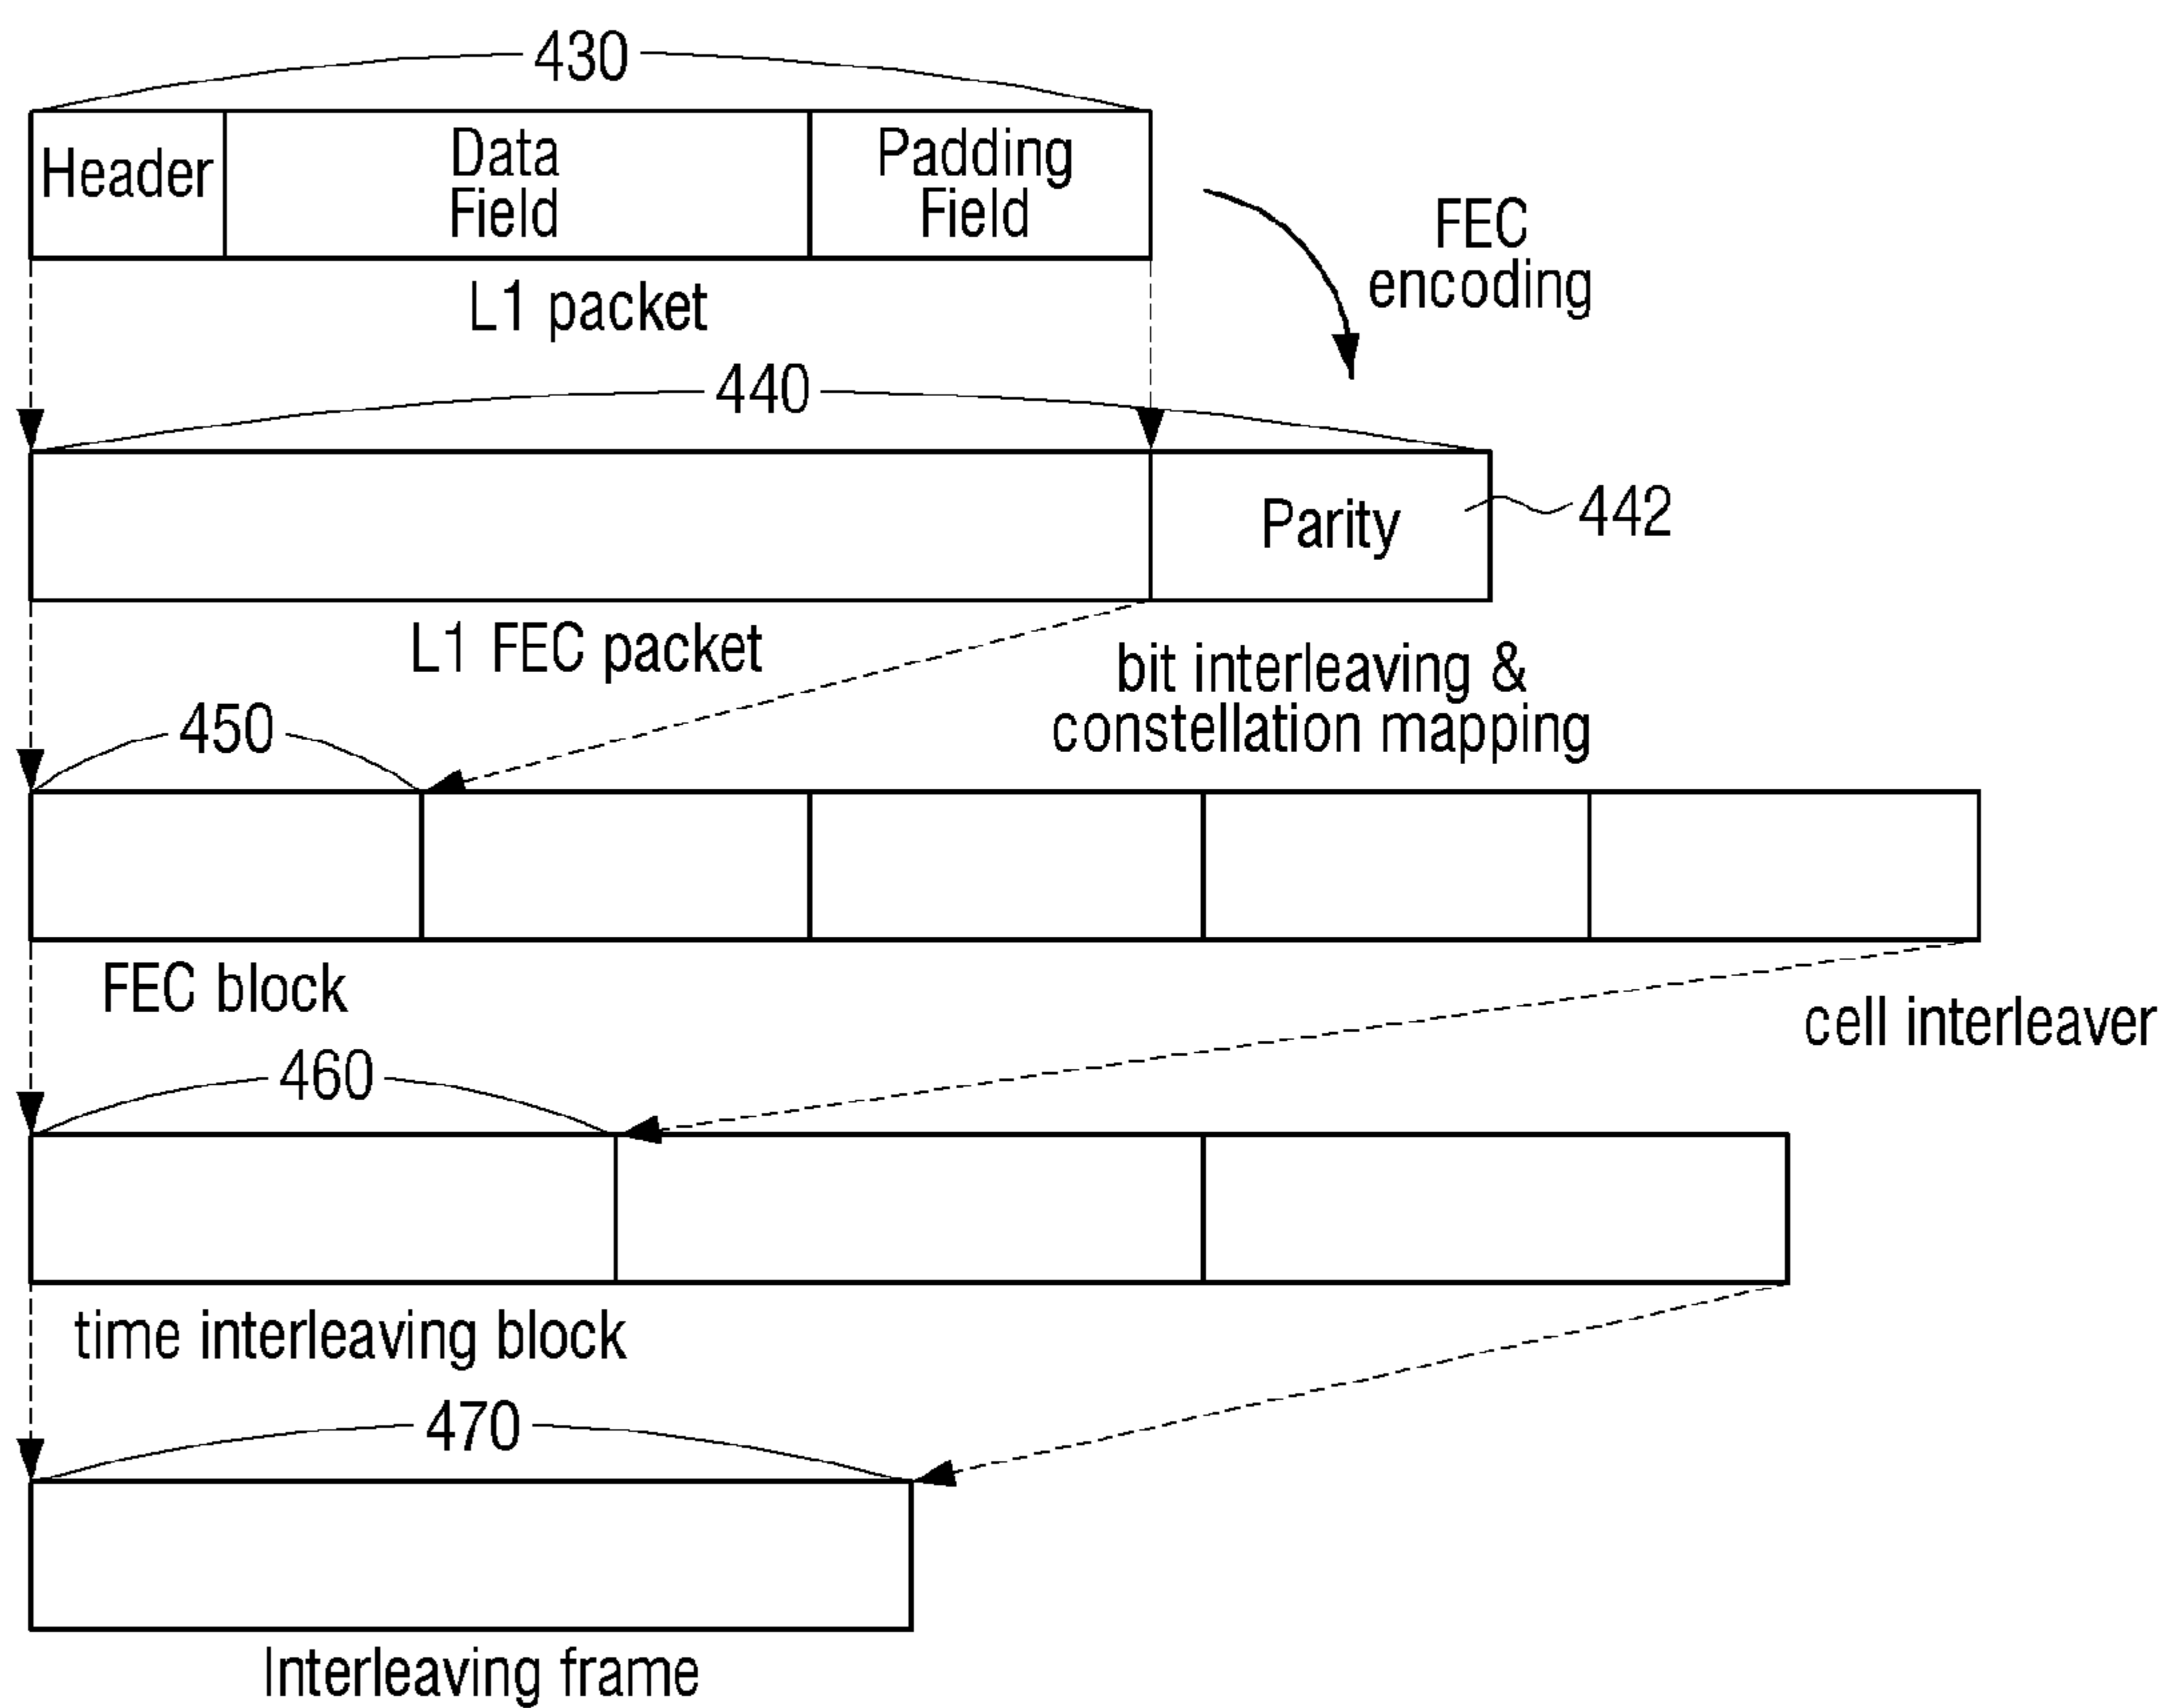 430
Header
Data
Field
Padding
Field
FEC
encoding
L1 packet
440
Parity
442
L1 FEC packet
bit interleaving &
constellation mapping
450
FEC block
cell interleaver
460
time interleaving block
470
Interleaving frame